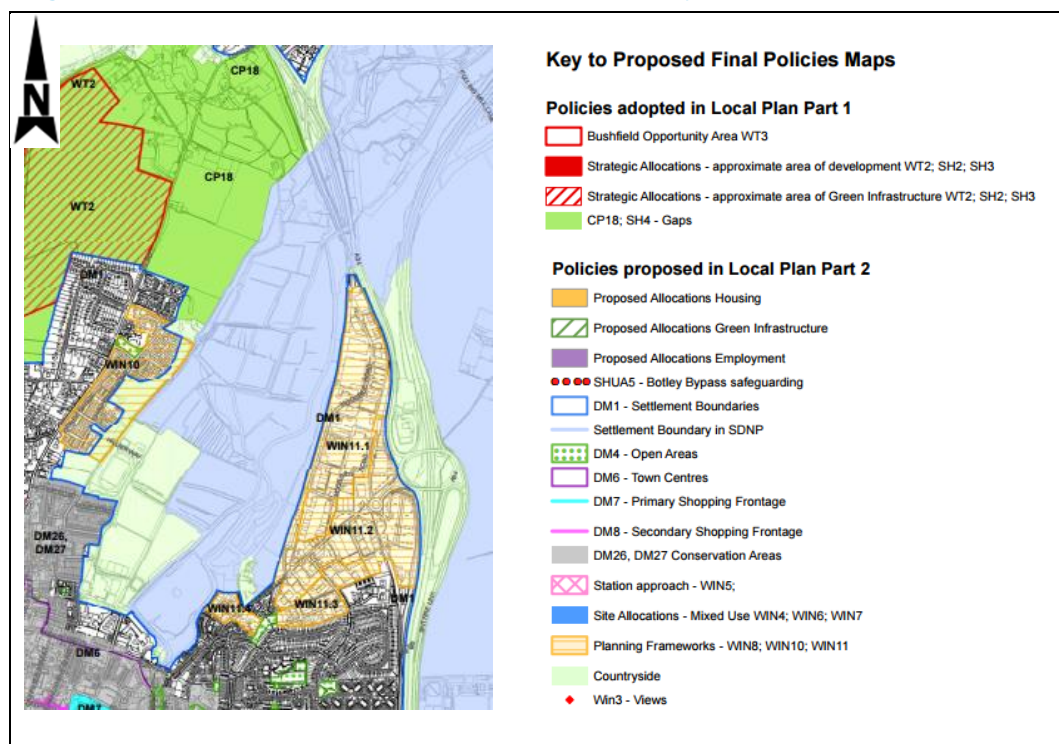 N
WT2
CP18
CP18
WT2
DM1
WIN10
DM1
WIN11.1
WIN11.2
DM26,
DM27
WIN11.4
WIN11.3
DM1
DM6
DM7
A34
Key to Proposed Final Policies Maps
Policies adopted in Local Plan Part 1
Bushfield Opportunity Area WT3
Strategic Allocations - approximate area of development WT2; SH2; SH3
Strategic Allocations - approximate area of Green Infrastructure WT2; SH2; SH3
CP18; SH4 - Gaps
Policies proposed in Local Plan Part 2
Proposed Allocations Housing
Proposed Allocations Green Infrastructure
Proposed Allocations Employment
SHUA5 - Botley Bypass safeguarding
DM1 - Settlement Boundaries
Settlement Boundary in SDNP
DM4 - Open Areas
DM6 - Town Centres
DM7 - Primary Shopping Frontage
DM8 - Secondary Shopping Frontage
DM26, DM27 Conservation Areas
Station approach - WIN5;
Site Allocations - Mixed Use WIN4; WIN6; WIN7
Planning Frameworks - WIN8; WIN10; WIN11
Countryside
Win3 - Views